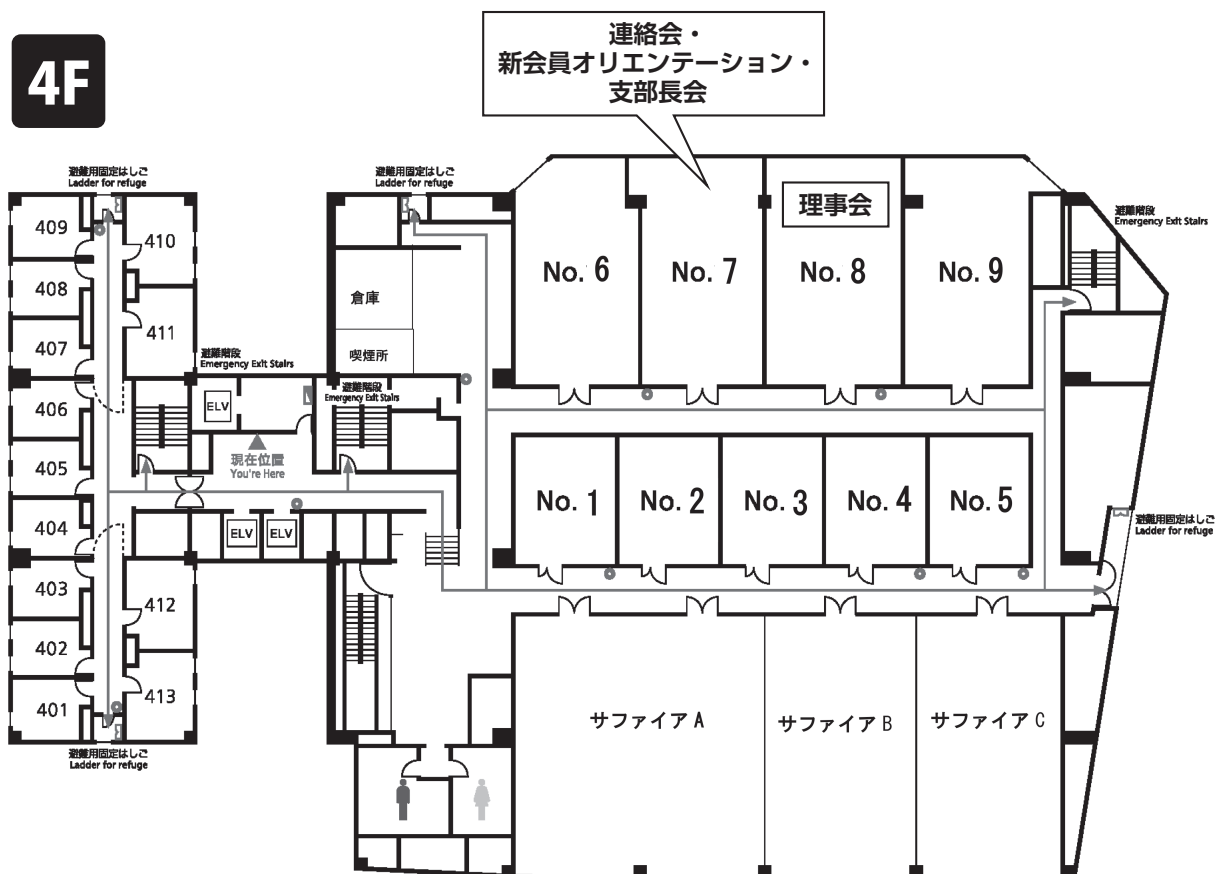 4F
連絡会・
新会員オリエンテーション・
支部長会
避難用固定はしご
Ladder for refuge
避難用固定はしご
Ladder for refuge
理事会
避難階段
Emergency Exit Stairs
409
410
408
411
407
406
405
404
403
412
402
413
401
倉庫
喫煙所
No. 6
No. 7
No. 8
No. 9
避難階段
Emergency Exit Stairs
避難階段
Emergency Exit Stairs
ELV
現在位置
You're Here
ELV
ELV
No. 1
No. 2
No. 3
No. 4
No. 5
避難用固定はしご
Ladder for refuge
サファイア A
サファイア B
サファイア C
避難用固定はしご
Ladder for refuge